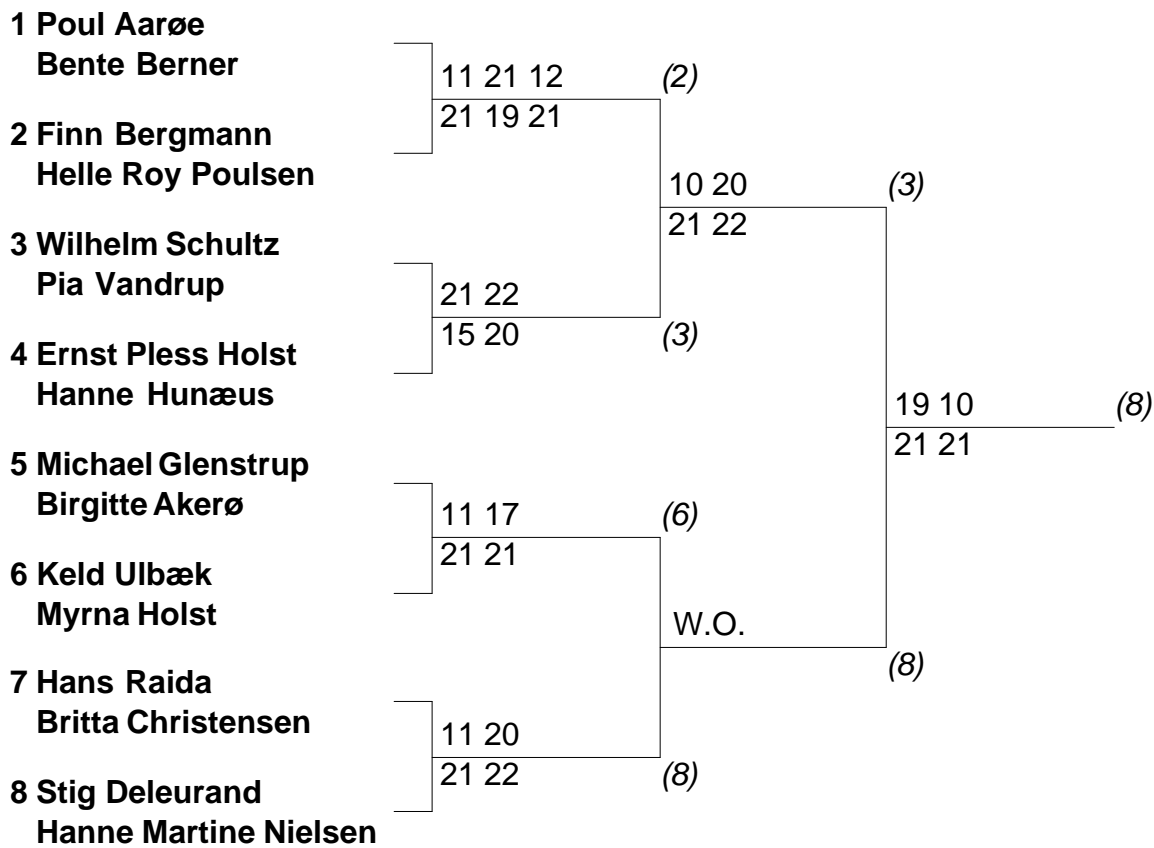 1 Poul Aarøe
Bente Berner
11 21 12
(2)
21 19 21
2 Finn Bergmann
Helle Roy Poulsen
10 20
(3)
21 22
3 Wilhelm Schultz
Pia Vandrup
21 22
15 20
(3)
4 Ernst Pless Holst
Hanne Hunæus
19 10
(8)
21 21
5 Michael Glenstrup
Birgitte Akerø
11 17
(6)
21 21
6 Keld Ulbæk
Myrna Holst
W.O.
(8)
7 Hans Raida
Britta Christensen
11 20
21 22
(8)
8 Stig Deleurand
Hanne Martine Nielsen